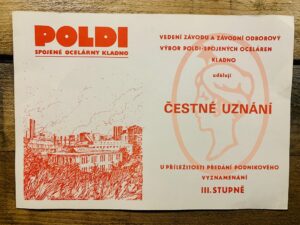 POLDI
SPOJENÉ OCELÁRNY KLADNO
VEDENÍ ZÁVODU A ZÁVODNÍ ODBOROVÝ
VÝBOR POLDI-SPOJENÝCH OCELÁREN
KLADNO
udělují
ČESTNÉ UZNÁNÍ
U PŘÍLEŽITOSTI PŘEDÁNÍ PODNIKOVÉHO
VYZNAMENÁNÍ
III. STUPNĚ